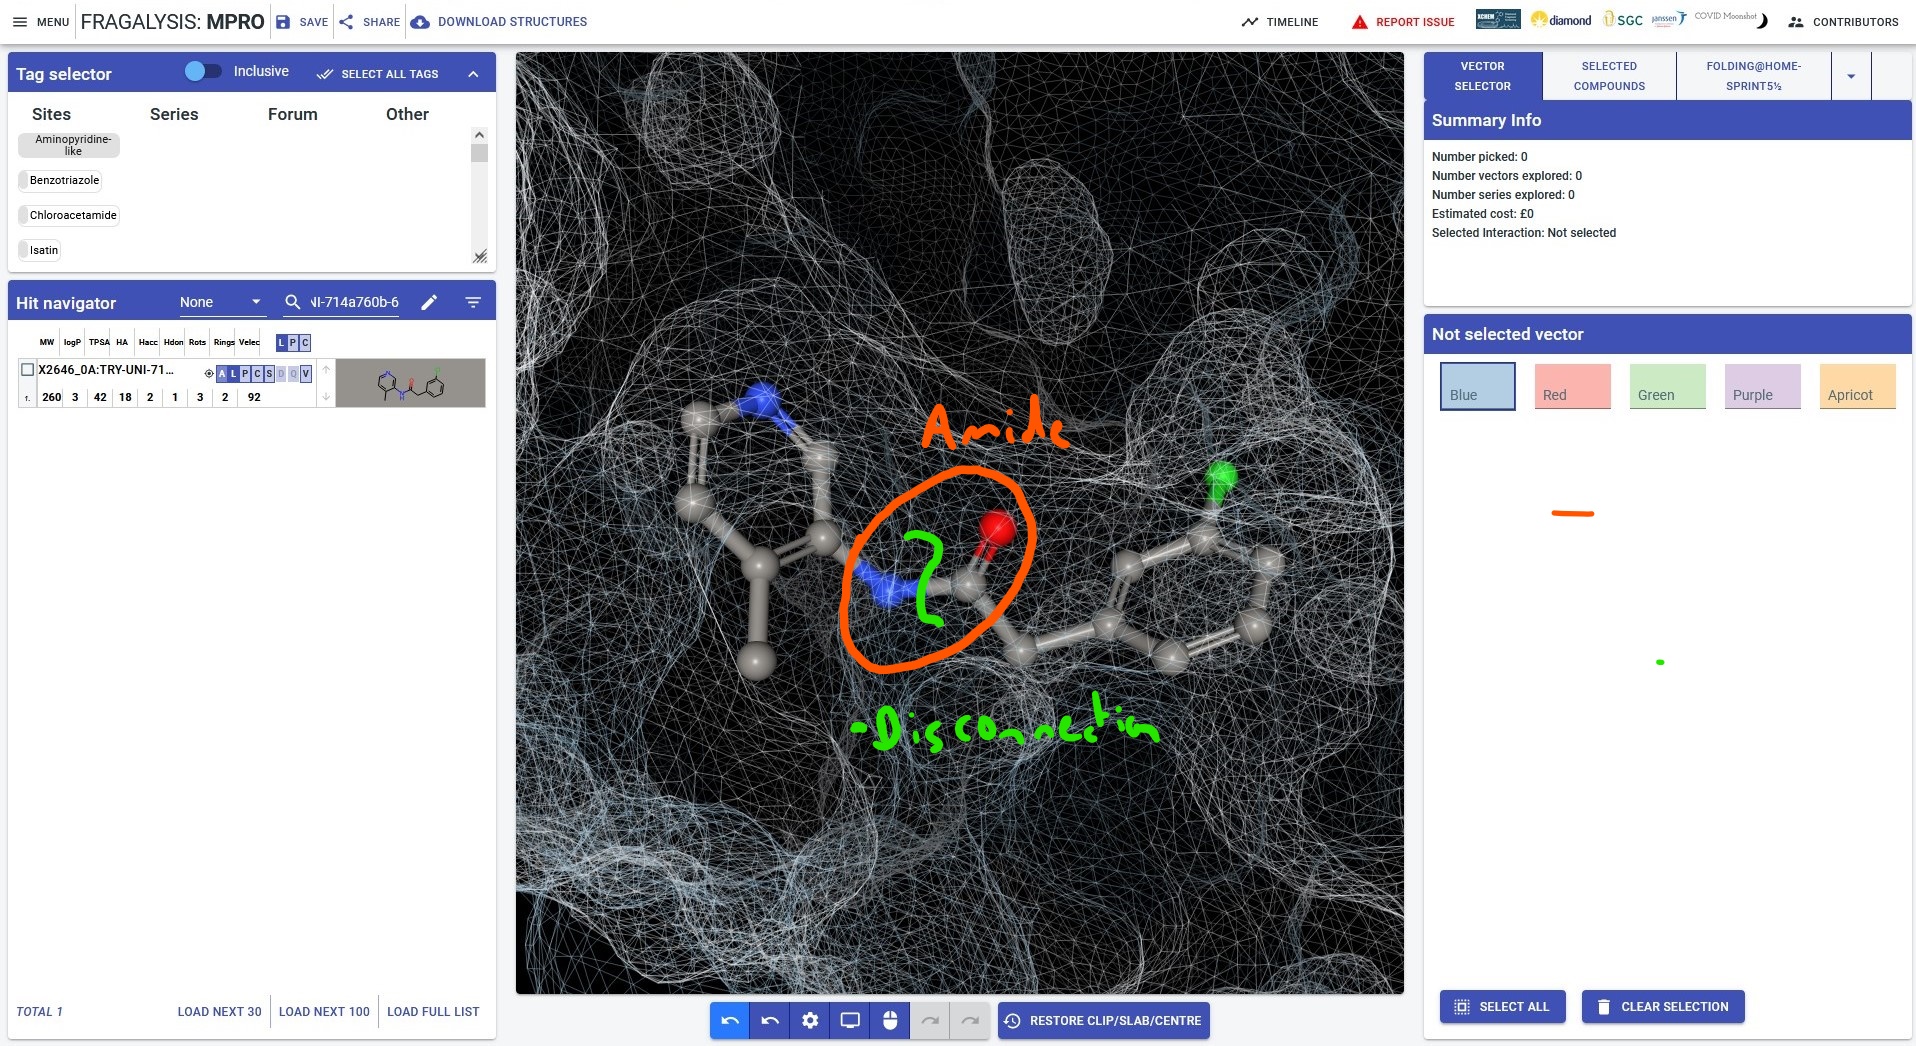 MENU FRAGALYSIS: MPRO SAVE SHARE DOWNLOAD STRUCTURES TIMELINE REPORT ISSUE XCHEM diamond SGC janssen COVID Moonshot CONTRIBUTORS
Tag selector Inclusive SELECT ALL TAGS
Sites Series Forum Other
Aminopyridine-
like
Benzotriazole
Chloroacetamide
Isatin
Hit navigator None NI-714a760b-6
MW logP TPSA HA Hacc Hdon Rots Rings Velec L P C
X2646_0A:TRY-UNI-71... A L P C S D Q V
f. 260 3 42 18 2 1 3 2 92
TOTAL 1 LOAD NEXT 30 LOAD NEXT 100 LOAD FULL LIST
Amide
-Disconnection
RESTORE CLIP/SLAB/CENTRE
VECTOR
SELECTOR
SELECTED
COMPOUNDS
FOLDING@HOME-
SPRINT5½
Summary Info
Number picked: 0
Number vectors explored: 0
Number series explored: 0
Estimated cost: £0
Selected Interaction: Not selected
Not selected vector
Blue Red Green Purple Apricot
SELECT ALL CLEAR SELECTION